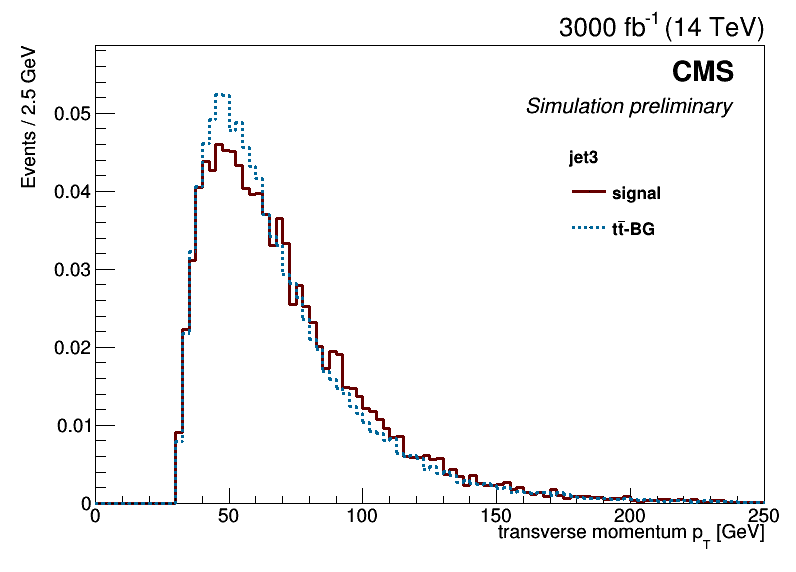 3000 fb⁻¹ (14 TeV)
Events / 2.5 GeV
CMS
Simulation preliminary
jet3
signal
tt̄-BG
0.05
0.04
0.03
0.02
0.01
0
0 50 100 150 200 250
transverse momentum p_T [GeV]